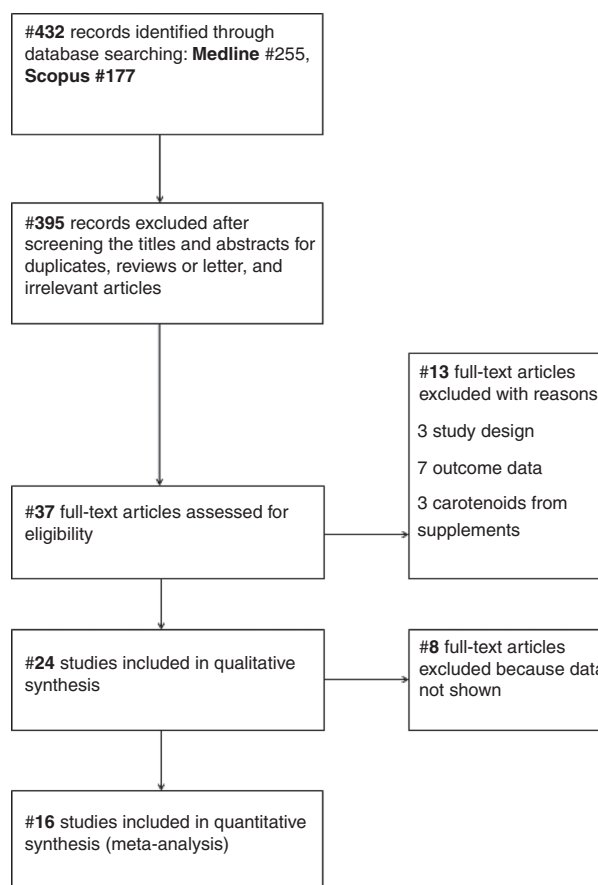 #432 records identified through
database searching: Medline #255,
Scopus #177
#395 records excluded after
screening the titles and abstracts for
duplicates, reviews or letter, and
irrelevant articles
#13 full-text articles
excluded with reasons
3 study design
7 outcome data
3 carotenoids from
supplements
#37 full-text articles assessed for
eligibility
#24 studies included in qualitative
synthesis
#8 full-text articles
excluded because data
not shown
#16 studies included in quantitative
synthesis (meta-analysis)